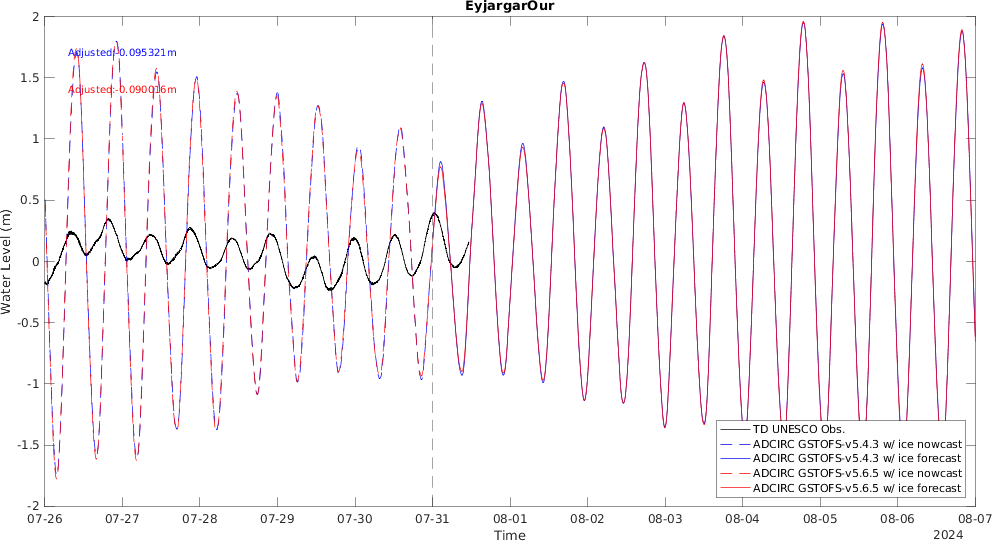 EyjargarOur
Adjusted:-0.095321m
Adjusted:-0.090016m
Water Level (m)
2
1.5
1
0.5
0
-0.5
-1
-1.5
-2
TD UNESCO Obs.
ADCIRC GSTOFS-v5.4.3 w/ ice nowcast
ADCIRC GSTOFS-v5.4.3 w/ ice forecast
ADCIRC GSTOFS-v5.6.5 w/ ice nowcast
ADCIRC GSTOFS-v5.6.5 w/ ice forecast
07-26 07-27 07-28 07-29 07-30 07-31 08-01 08-02 08-03 08-04 08-05 08-06 08-07
Time
2024